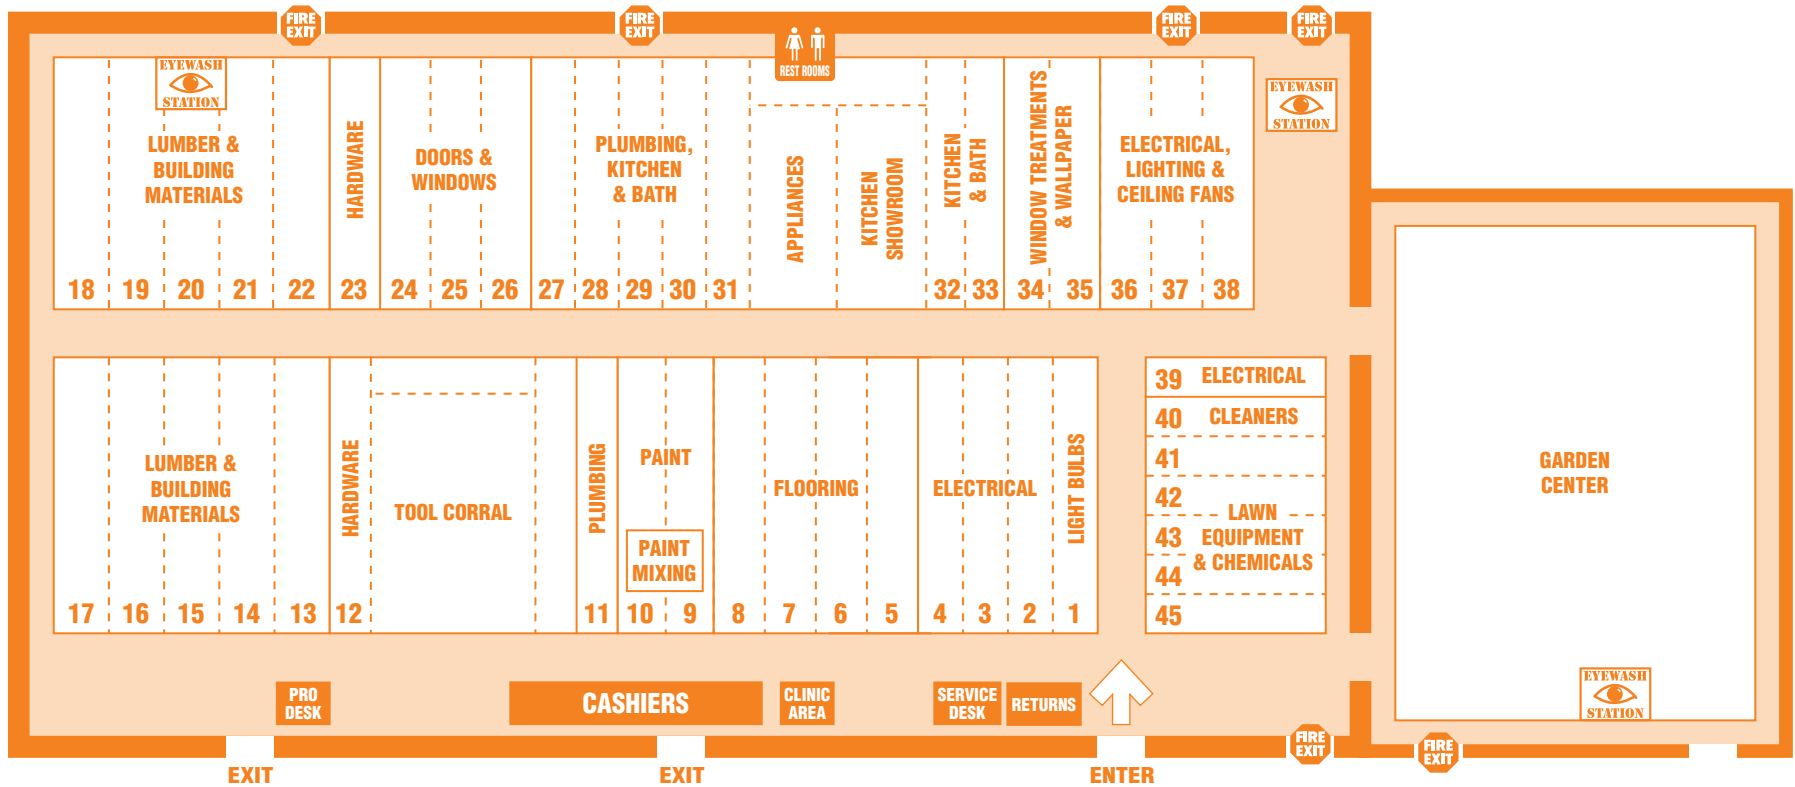 FIRE
EXIT
FIRE
EXIT
FIRE
EXIT
FIRE
EXIT
REST ROOMS
EYEWASH
STATION
EYEWASH
STATION
LUMBER &
BUILDING
MATERIALS
HARDWARE
DOORS &
WINDOWS
PLUMBING,
KITCHEN
& BATH
APPLIANCES
KITCHEN
SHOWROOM
KITCHEN
& BATH
WINDOW TREATMENTS
& WALLPAPER
ELECTRICAL,
LIGHTING &
CEILING FANS
18 19 20 21 22 23 24 25 26 27 28 29 30 31 32 33 34 35 36 37 38
LUMBER &
BUILDING
MATERIALS
HARDWARE
TOOL CORRAL
PLUMBING
PAINT
PAINT
MIXING
FLOORING
ELECTRICAL
LIGHT BULBS
17 16 15 14 13 12 11 10 9 8 7 6 5 4 3 2 1
39 ELECTRICAL
40 CLEANERS
41
42
43
44
45
LAWN
EQUIPMENT
& CHEMICALS
GARDEN
CENTER
EYEWASH
STATION
PRO
DESK
CASHIERS
CLINIC
AREA
SERVICE
DESK
RETURNS
FIRE
EXIT
FIRE
EXIT
EXIT
EXIT
ENTER